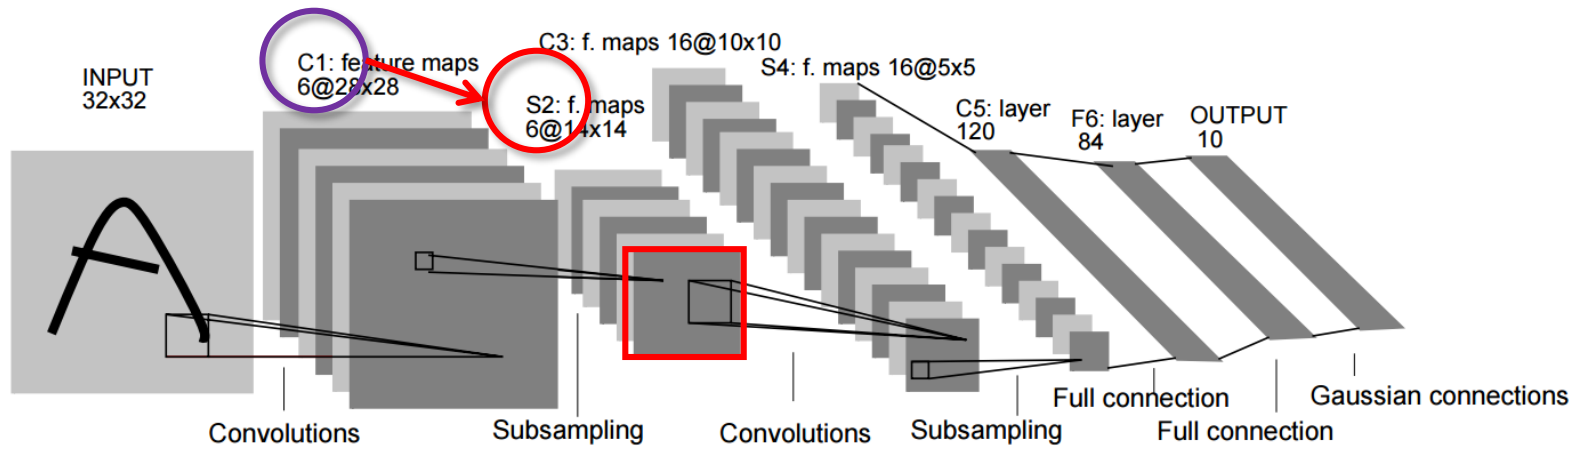 INPUT
32x32
C1: feature maps
6@28x28
S2: f. maps
6@14x14
C3: f. maps 16@10x10
S4: f. maps 16@5x5
C5: layer
120
F6: layer
84
OUTPUT
10
Convolutions
Subsampling
Convolutions
Subsampling
Full connection
Full connection
Gaussian connections